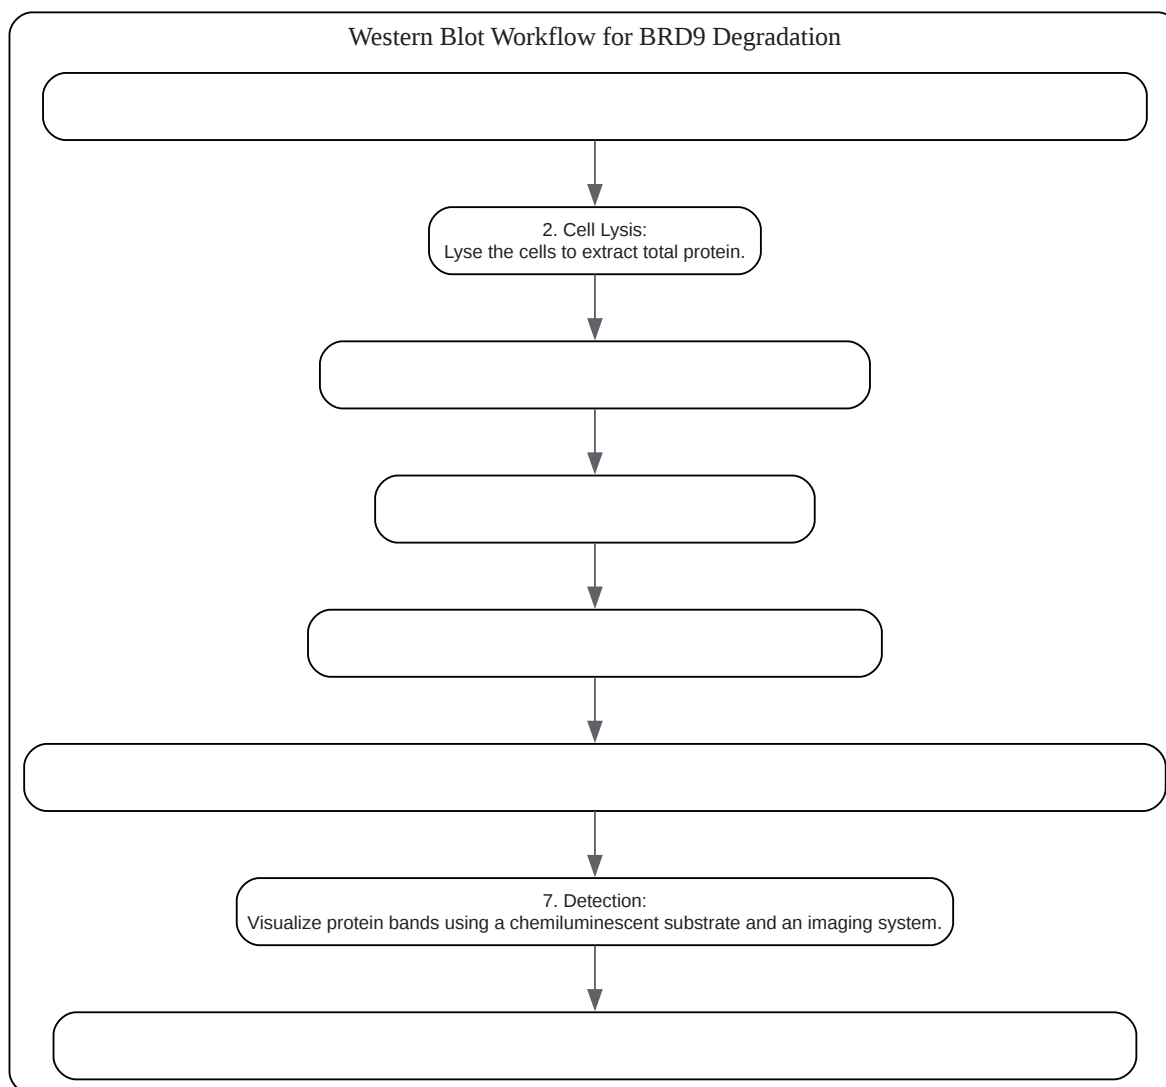 Western Blot Workflow for BRD9 Degradation
2. Cell Lysis:
Lyse the cells to extract total protein.
7. Detection:
Visualize protein bands using a chemiluminescent substrate and an imaging system.